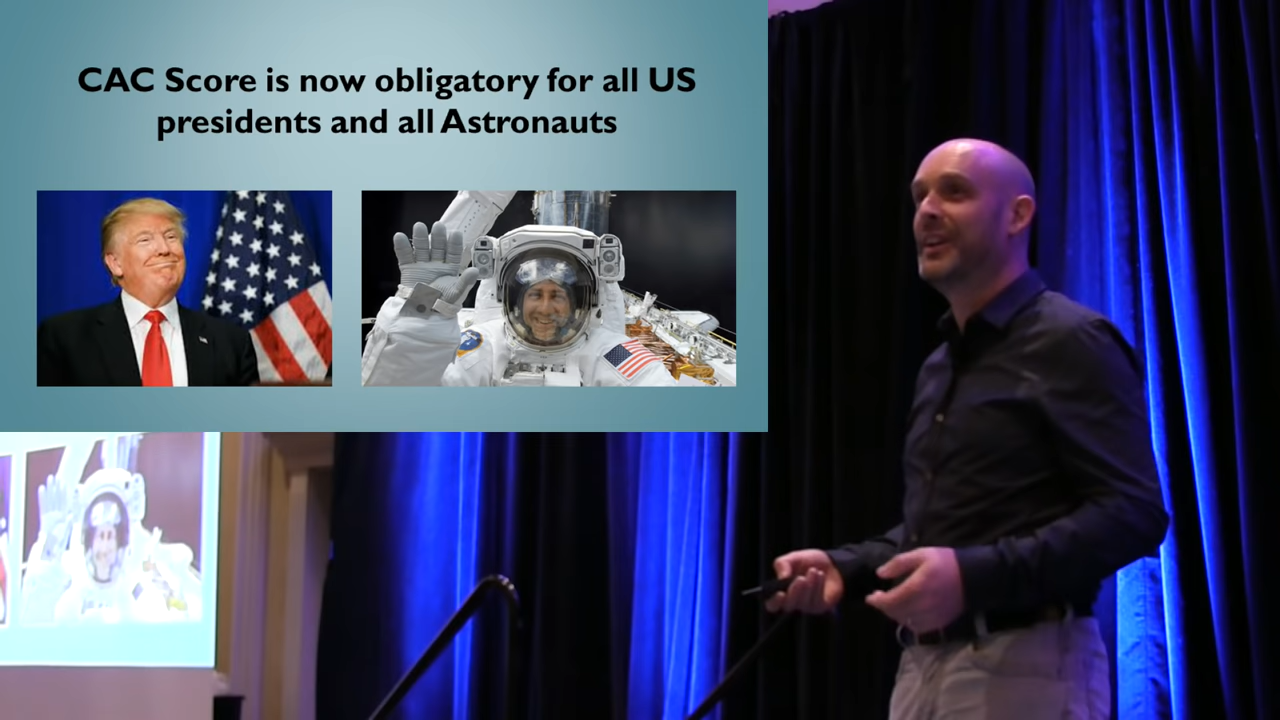 CAC Score is now obligatory for all US
presidents and all Astronauts